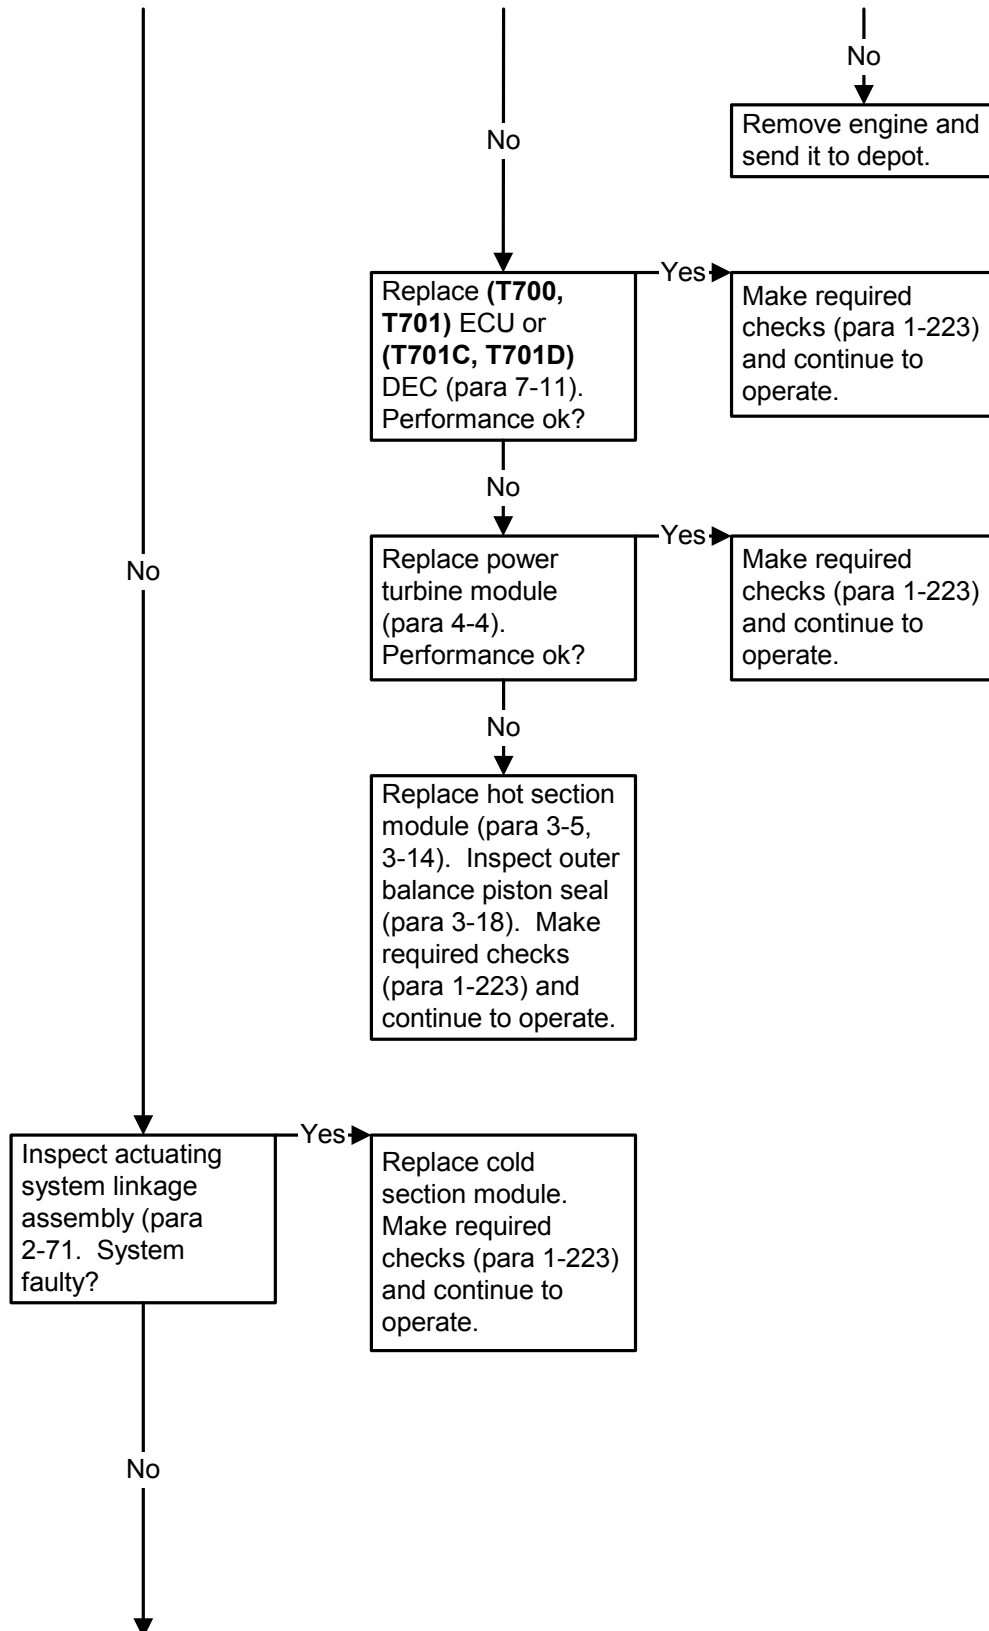 No
Remove engine and
send it to depot.
No
Replace (T700,
T701) ECU or
(T701C, T701D)
DEC (para 7-11).
Performance ok?
Yes
Make required
checks (para 1-223)
and continue to
operate.
No
Replace power
turbine module
(para 4-4).
Performance ok?
Yes
Make required
checks (para 1-223)
and continue to
operate.
No
Replace hot section
module (para 3-5,
3-14).  Inspect outer
balance piston seal
(para 3-18).  Make
required checks
(para 1-223) and
continue to operate.
No
Inspect actuating
system linkage
assembly (para
2-71.  System
faulty?
Yes
Replace cold
section module.
Make required
checks (para 1-223)
and continue to
operate.
No